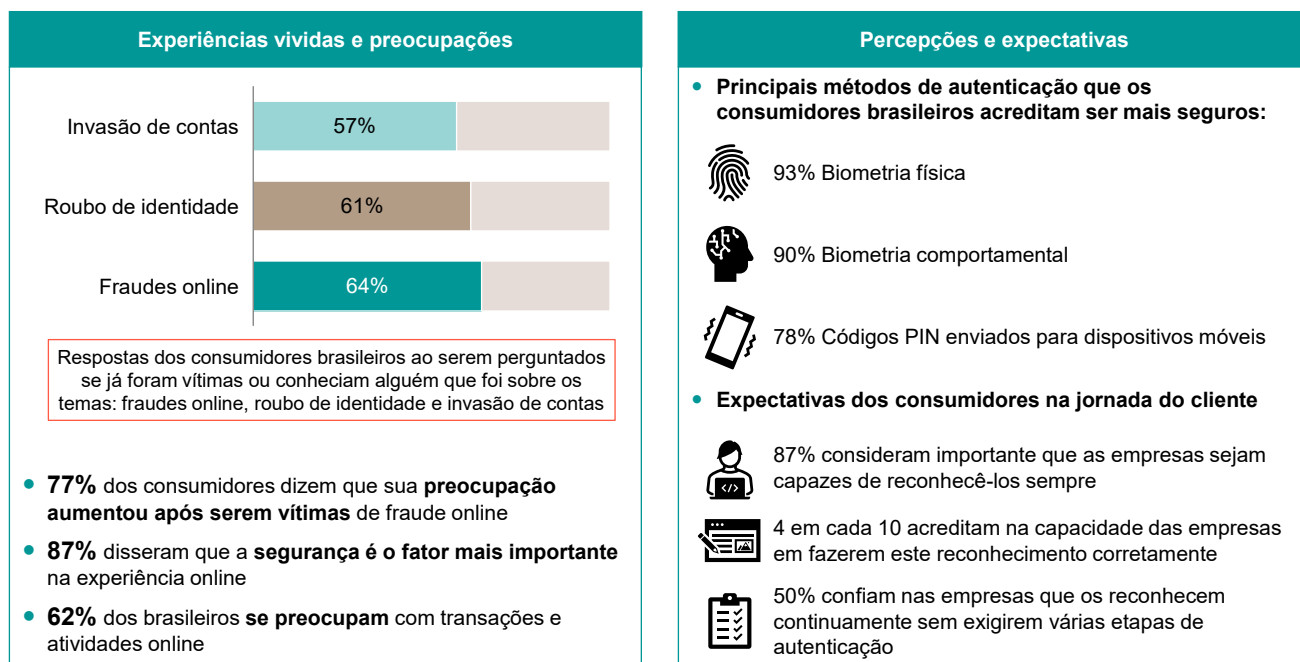 Experiências vividas e preocupações
Invasão de contas
57%
Roubo de identidade
61%
Fraudes online
64%
Respostas dos consumidores brasileiros ao serem perguntados
se já foram vítimas ou conheciam alguém que foi sobre os
temas: fraudes online, roubo de identidade e invasão de contas
• 77% dos consumidores dizem que sua preocupação
aumentou após serem vítimas de fraude online
• 87% disseram que a segurança é o fator mais importante
na experiência online
• 62% dos brasileiros se preocupam com transações e
atividades online
Percepções e expectativas
• Principais métodos de autenticação que os
consumidores brasileiros acreditam ser mais seguros:
93% Biometria física
90% Biometria comportamental
78% Códigos PIN enviados para dispositivos móveis
• Expectativas dos consumidores na jornada do cliente
</>
87% consideram importante que as empresas sejam
capazes de reconhecê-los sempre
4 em cada 10 acreditam na capacidade das empresas
em fazerem este reconhecimento corretamente
50% confiam nas empresas que os reconhecem
continuamente sem exigirem várias etapas de
autenticação